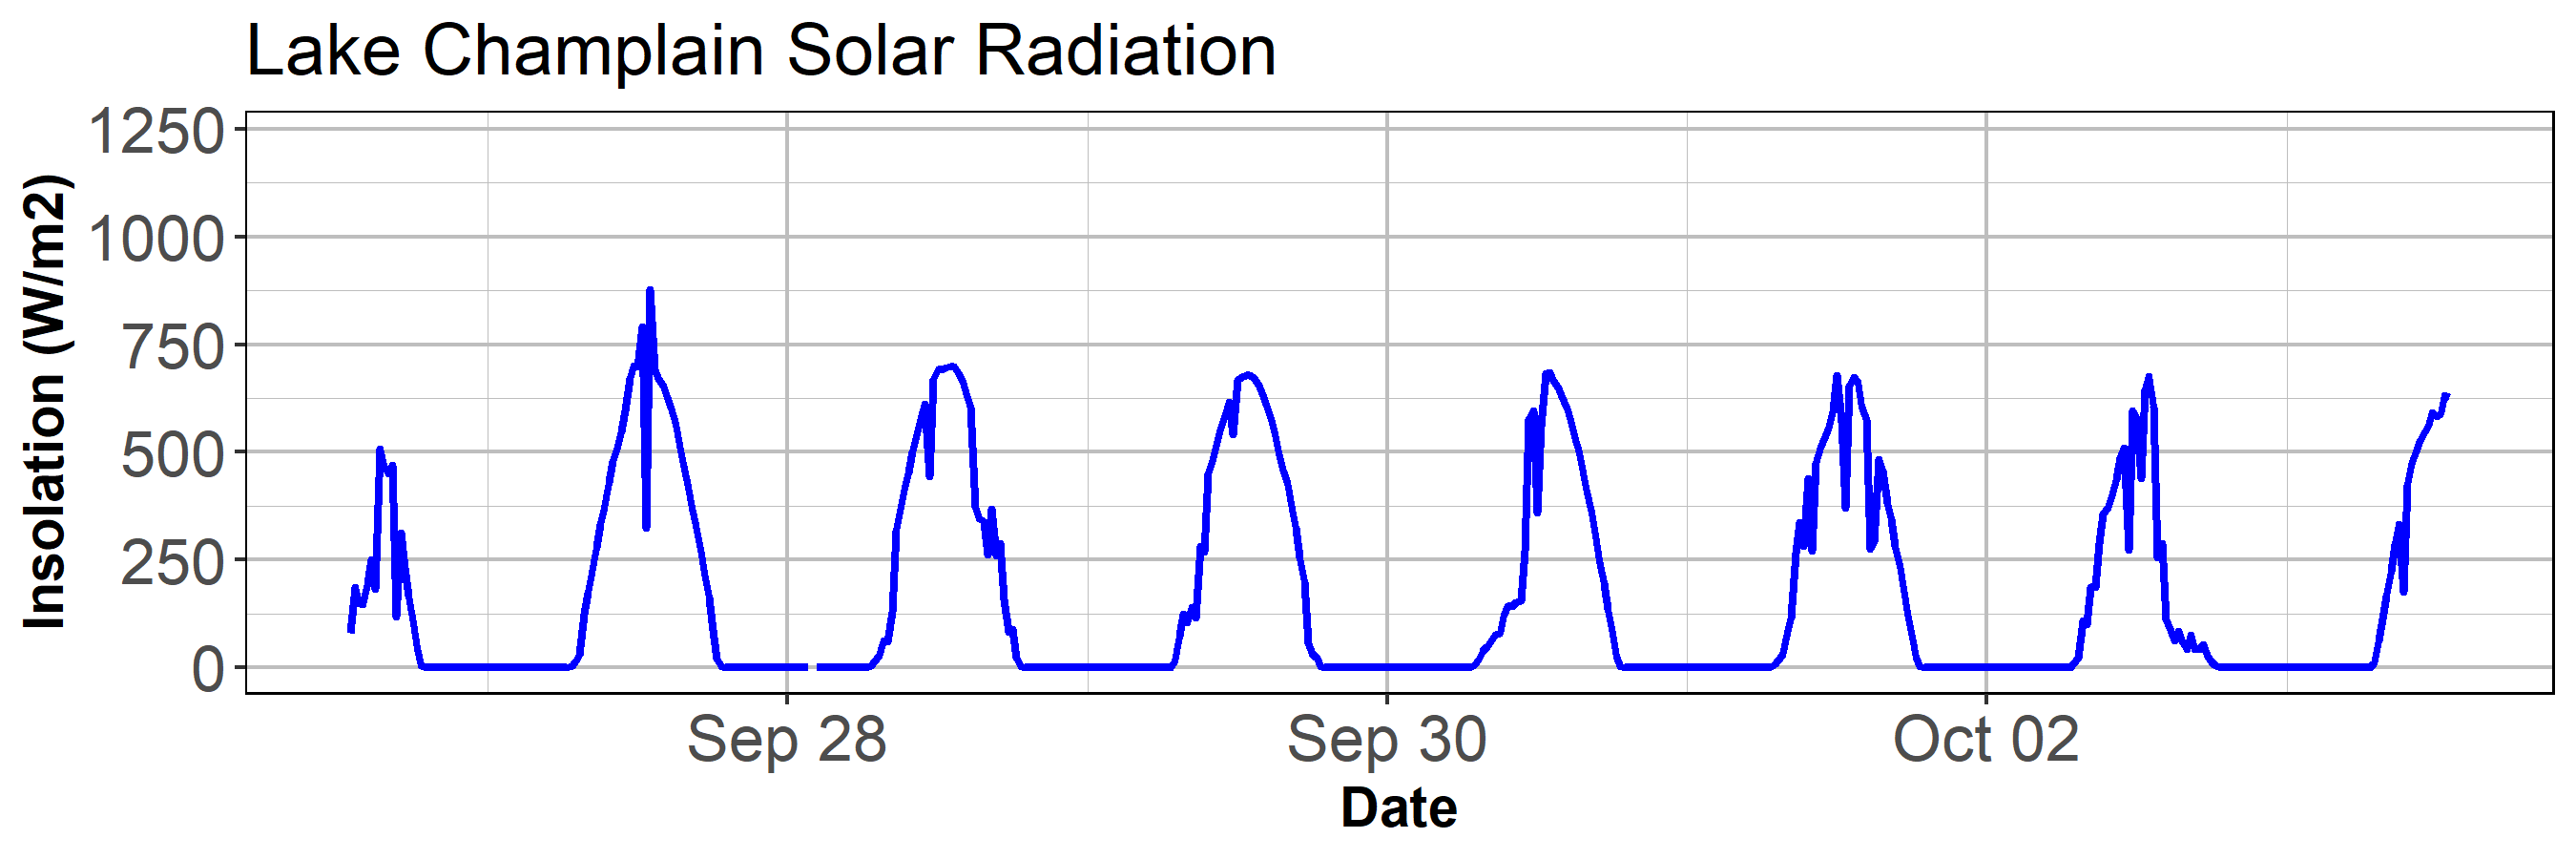 Lake Champlain Solar Radiation
Insolation (W/m2)
1250
1000
750
500
250
0
Sep 28
Sep 30
Oct 02
Date